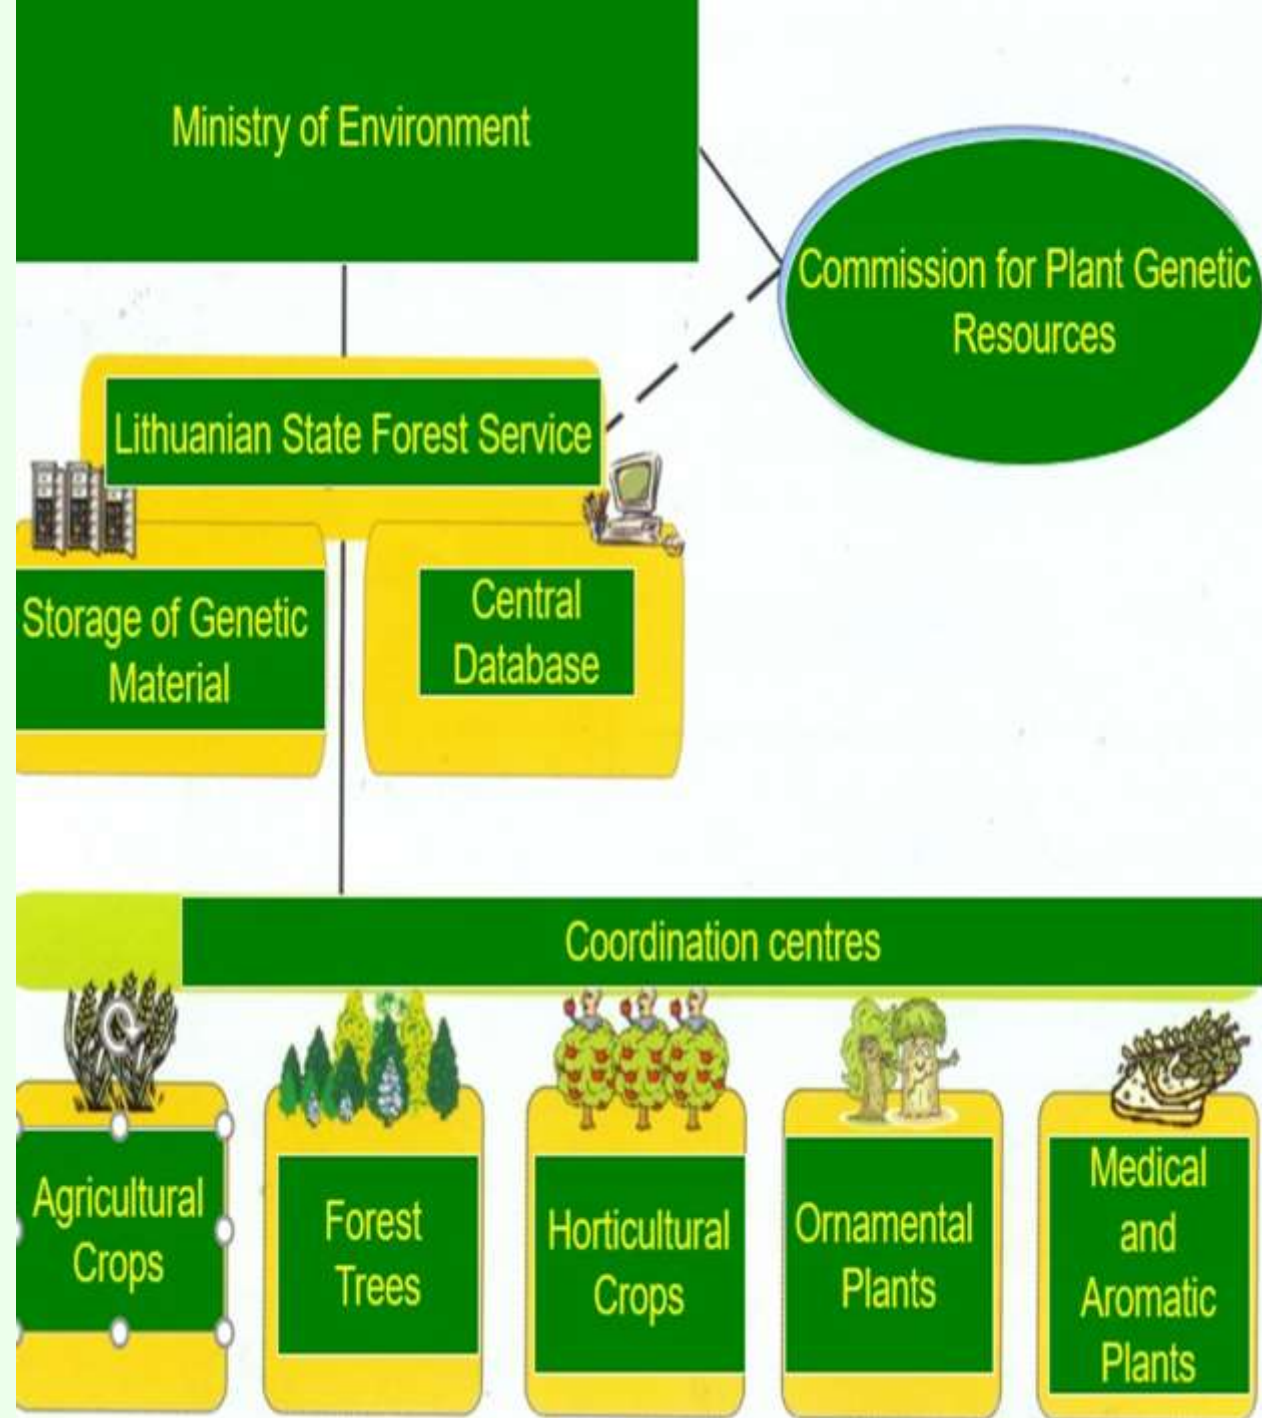 Ministry of Environment
Commission for Plant Genetic
Resources
Lithuanian State Forest Service
Storage of Genetic
Material
Central
Database
Coordination centres
Agricultural
Crops
Forest
Trees
Horticultural
Crops
Ornamental
Plants
Medical
and
Aromatic
Plants